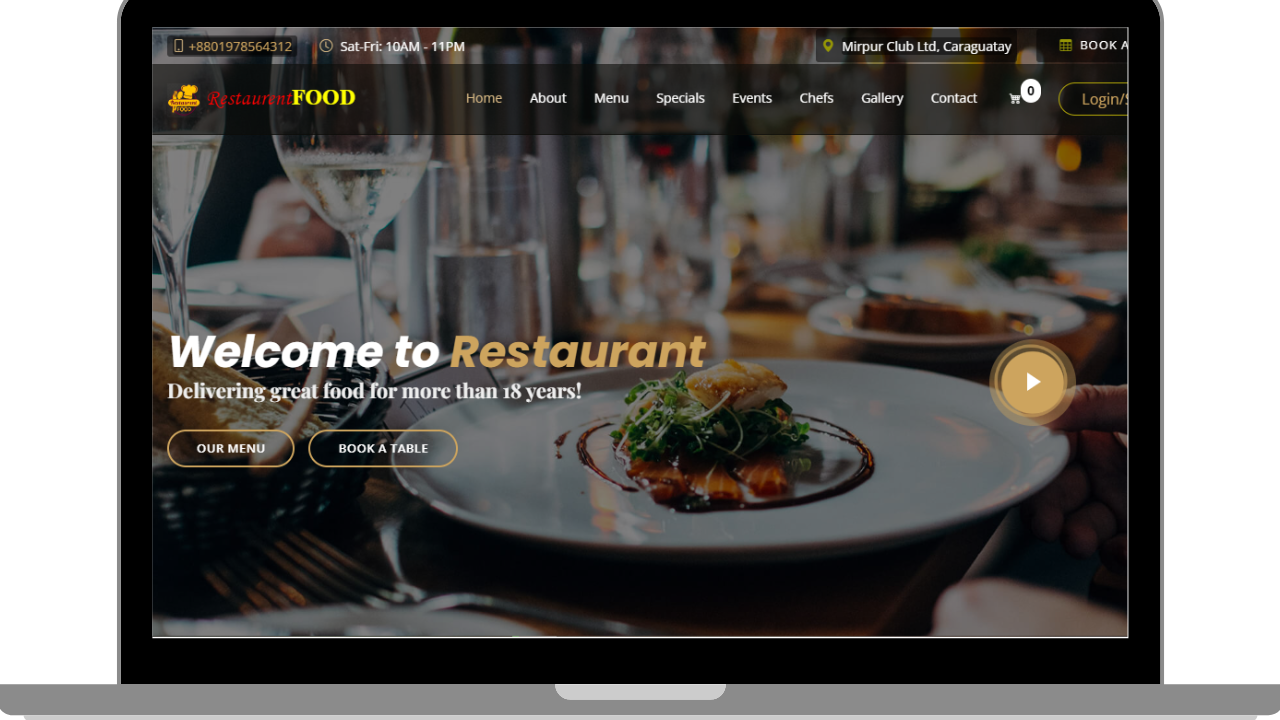 +8801978564312 Sat-Fri: 10AM - 11PM Mirpur Club Ltd, Caraguatay BOOK A
RestaurentFOOD Home About Menu Specials Events Chefs Gallery Contact 0 Login/S
Welcome to Restaurant
Delivering great food for more than 18 years!
OUR MENU BOOK A TABLE